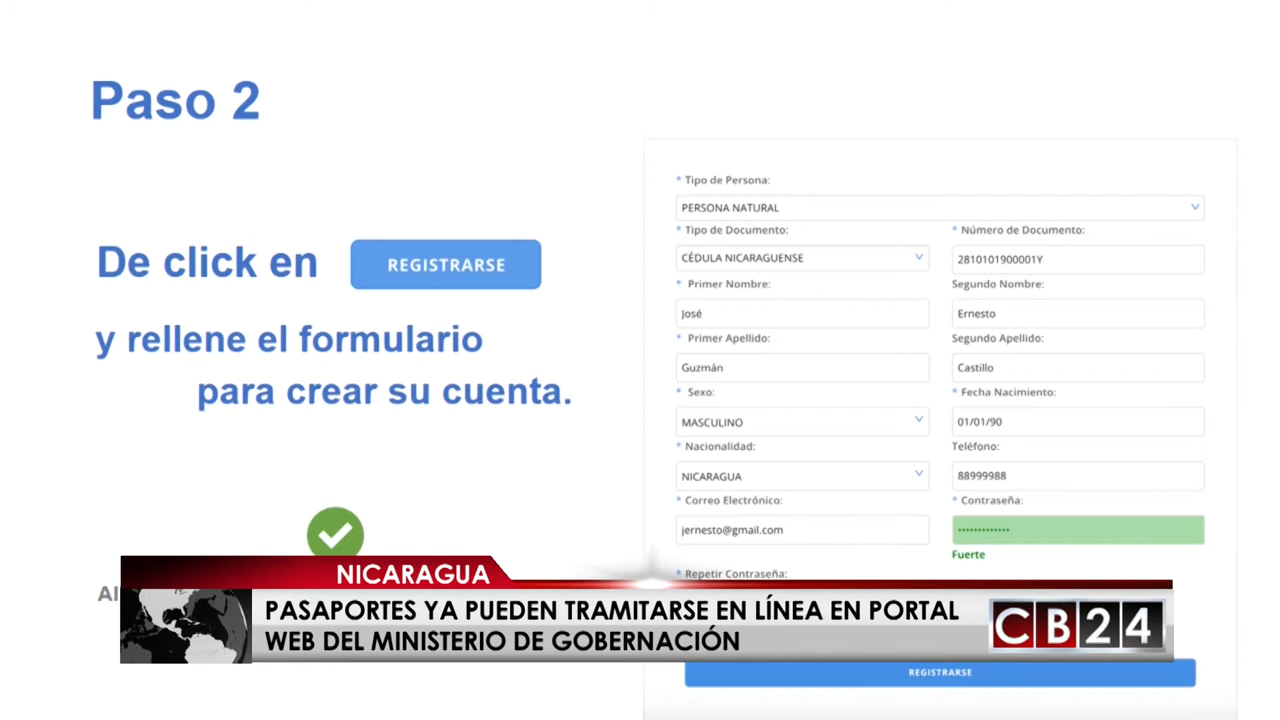 Paso 2
De click en REGISTRARSE
y rellene el formulario
para crear su cuenta.
* Tipo de Persona:
PERSONA NATURAL
* Tipo de Documento: * Número de Documento:
CÉDULA NICARAGUENSE 2810101900001Y
* Primer Nombre: Segundo Nombre:
José Ernesto
* Primer Apellido: Segundo Apellido:
Guzmán Castillo
* Sexo: * Fecha Nacimiento:
MASCULINO 01/01/90
* Nacionalidad: Teléfono:
NICARAGUA 88999988
* Correo Electrónico: * Contraseña:
jernesto@gmail.com •••••••••••••
Fuerte
* Repetir Contraseña:
REGISTRARSE
NICARAGUA
PASAPORTES YA PUEDEN TRAMITARSE EN LÍNEA EN PORTAL
WEB DEL MINISTERIO DE GOBERNACIÓN
CB24